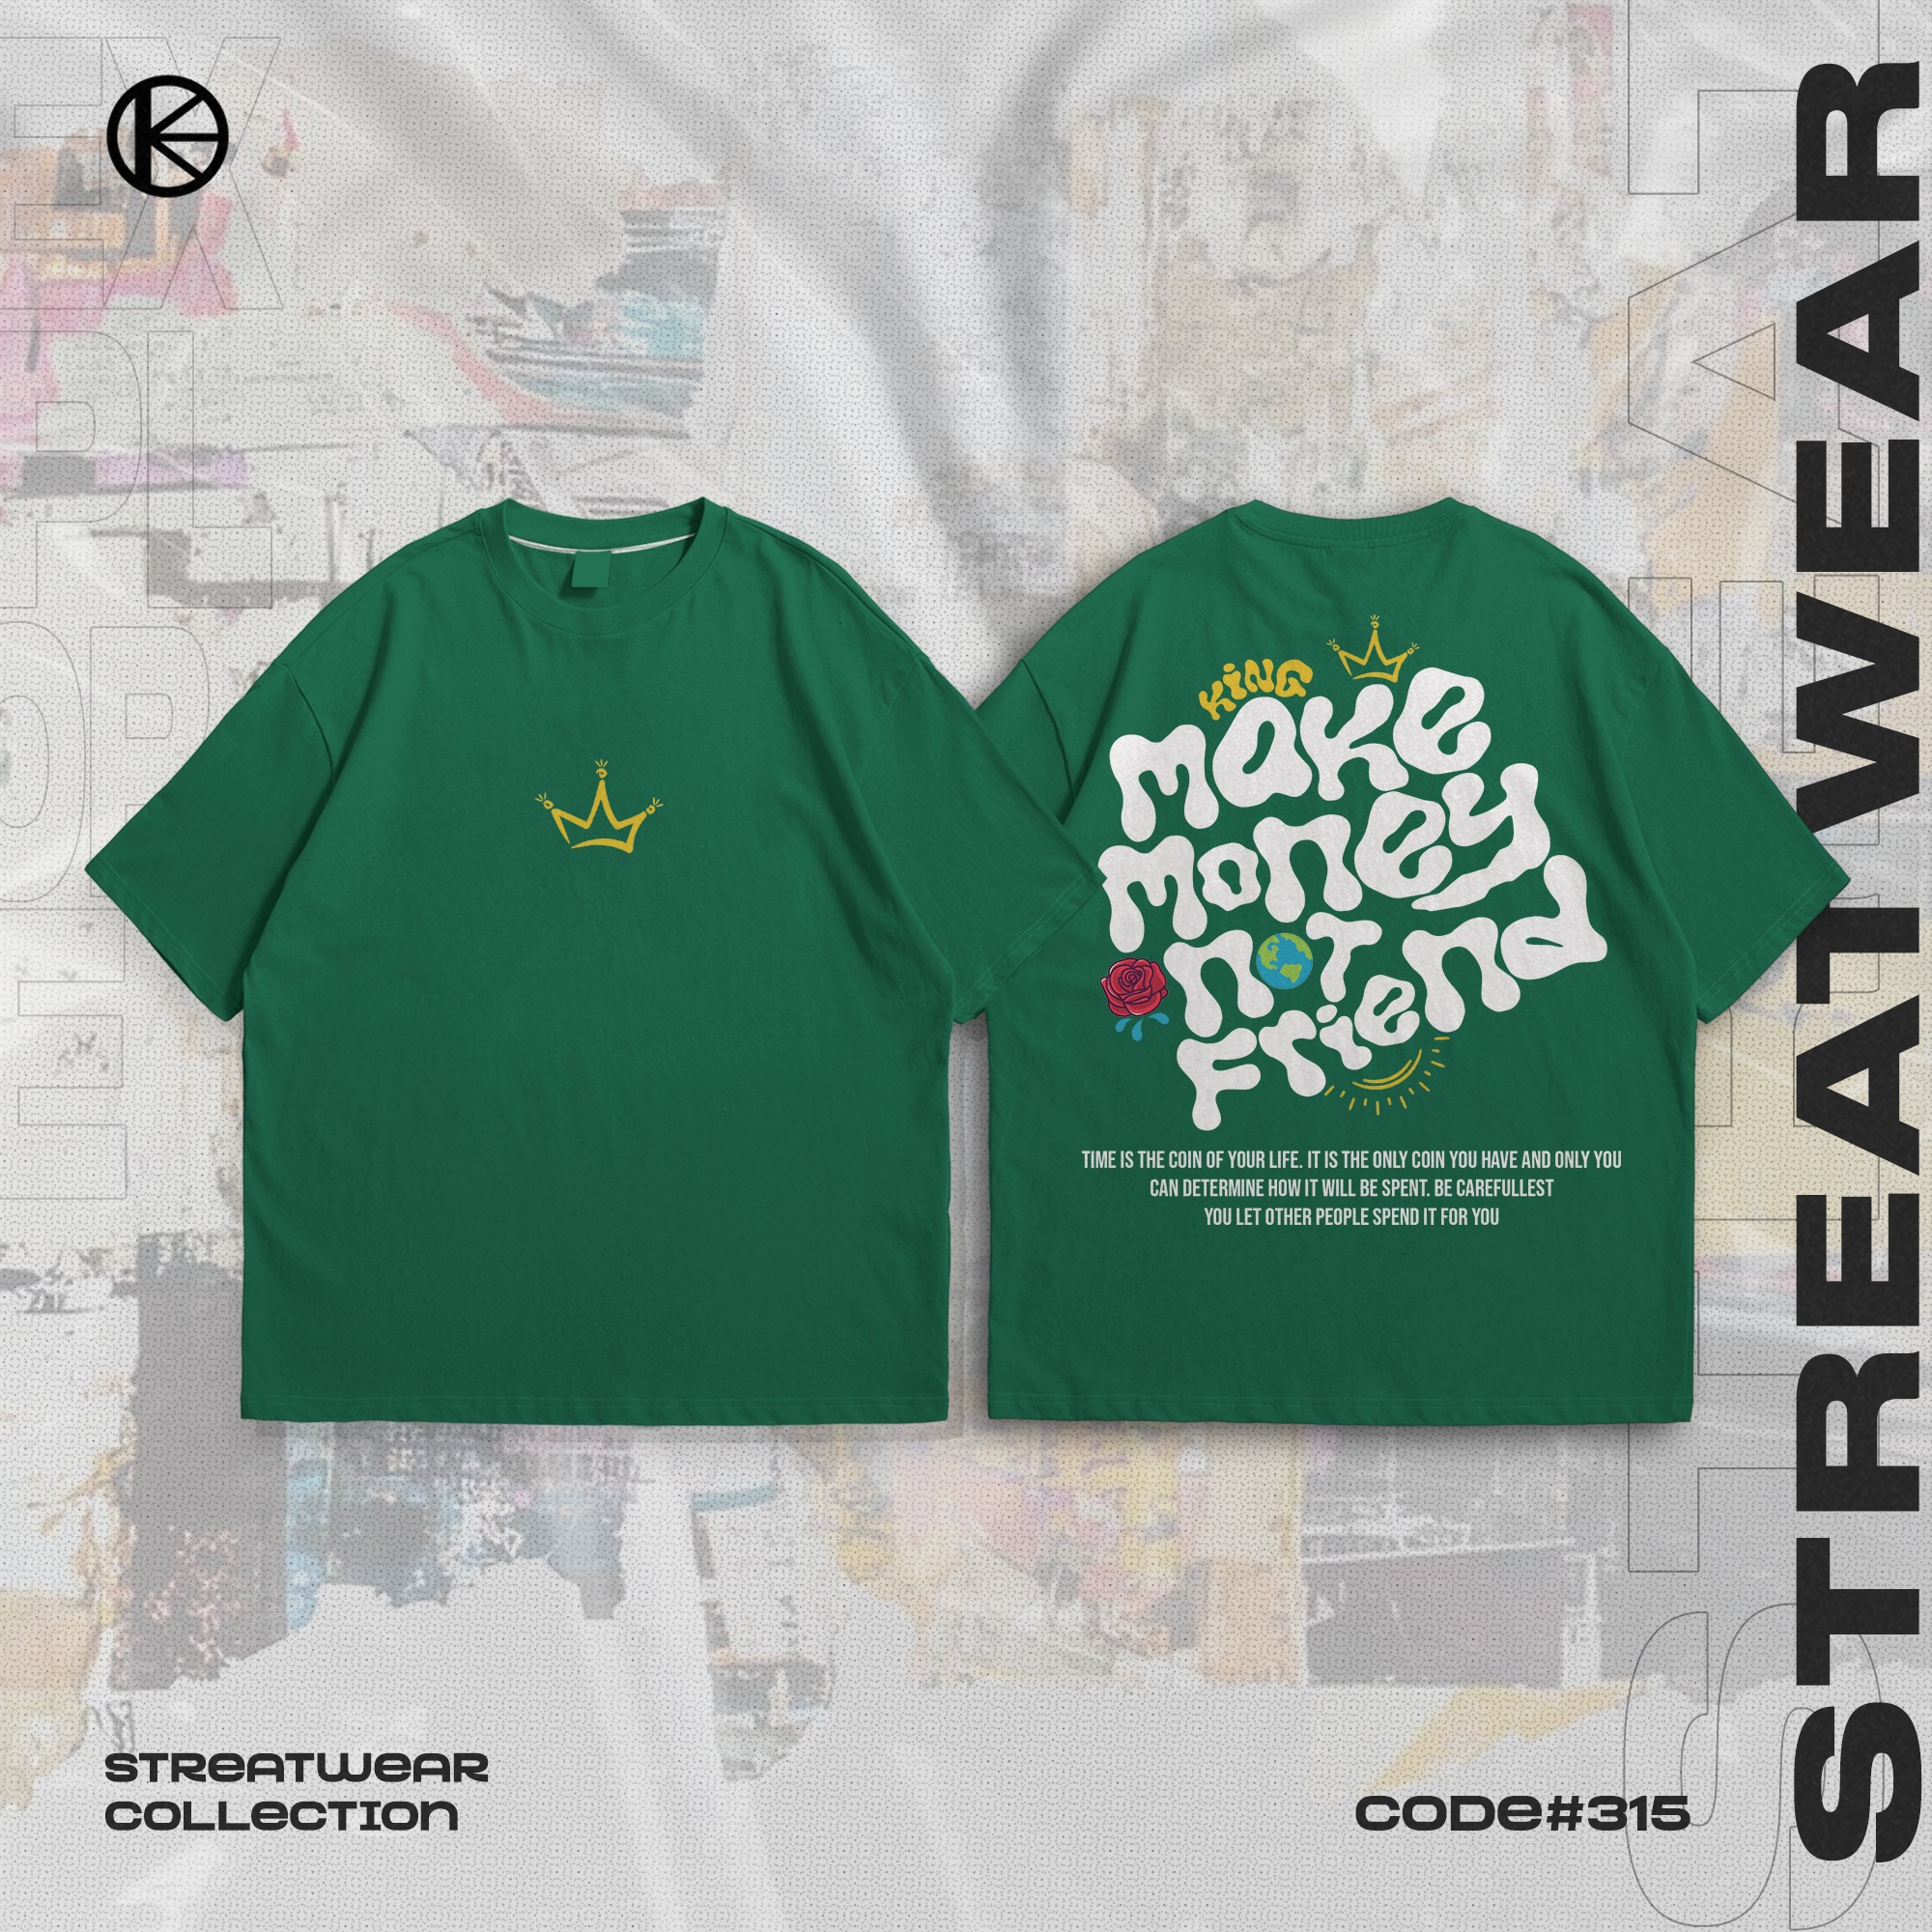 KING
Make
Money
NOT
Friend
TIME IS THE COIN OF YOUR LIFE. IT IS THE ONLY COIN YOU HAVE AND ONLY YOU
CAN DETERMINE HOW IT WILL BE SPENT. BE CAREFULLEST
YOU LET OTHER PEOPLE SPEND IT FOR YOU
STREATWEAR
STREATWEAR
COLLECTION
CODE#315